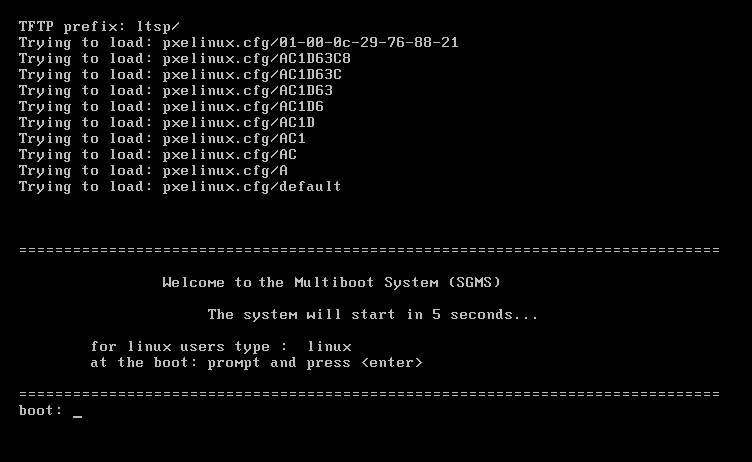 TFTP prefix: ltsp/
Trying to load: pxelinux.cfg/01-00-0c-29-76-88-21
Trying to load: pxelinux.cfg/AC1D63C8
Trying to load: pxelinux.cfg/AC1D63C
Trying to load: pxelinux.cfg/AC1D63
Trying to load: pxelinux.cfg/AC1D6
Trying to load: pxelinux.cfg/AC1D
Trying to load: pxelinux.cfg/AC1
Trying to load: pxelinux.cfg/AC
Trying to load: pxelinux.cfg/A
Trying to load: pxelinux.cfg/default
==============================================================================
Welcome to the Multiboot System (SGMS)
The system will start in 5 seconds...
for linux users type :  linux
at the boot: prompt and press <enter>
==============================================================================
boot: _